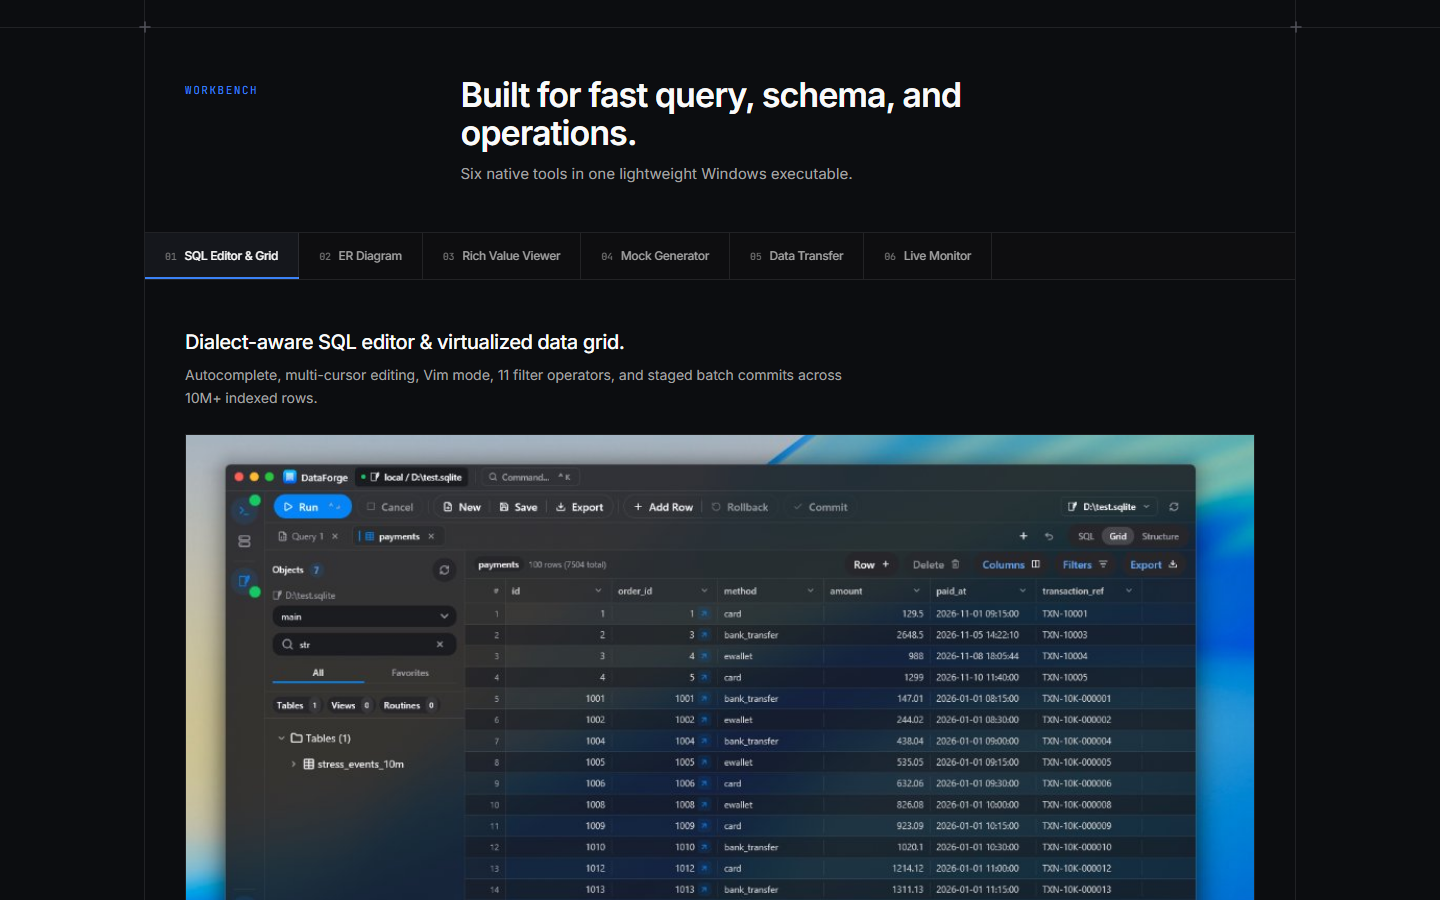 WORKBENCH
Built for fast query, schema, and
operations.
Six native tools in one lightweight Windows executable.
01 SQL Editor & Grid 02 ER Diagram 03 Rich Value Viewer 04 Mock Generator 05 Data Transfer 06 Live Monitor
Dialect-aware SQL editor & virtualized data grid.
Autocomplete, multi-cursor editing, Vim mode, 11 filter operators, and staged batch commits across
10M+ indexed rows.
DataForge local / D:\test.sqlite Command... ^ K
Run Cancel New Save Export + Add Row Rollback Commit D:\test.sqlite
Query 1 × payments × + SQL Grid Structure
Objects 7 payments 100 rows (7504 total) Row + Delete Columns Filters Export
D:\test.sqlite
main
str ×
All Favorites
Tables 1 Views 0 Routines 0
Tables (1)
stress_events_10m
# id order_id method amount paid_at transaction_ref
1 1 1 card 129.5 2026-11-01 09:15:00 TXN-10001
2 2 3 bank_transfer 2648.5 2026-11-05 14:22:10 TXN-10003
3 3 4 ewallet 988 2026-11-08 18:05:44 TXN-10004
4 4 5 card 1299 2026-11-10 11:40:00 TXN-10005
5 1001 1001 bank_transfer 147.01 2026-01-01 08:15:00 TXN-10K-000001
6 1002 1002 ewallet 244.02 2026-01-01 08:30:00 TXN-10K-000002
7 1004 1004 bank_transfer 438.04 2026-01-01 09:00:00 TXN-10K-000004
8 1005 1005 ewallet 535.05 2026-01-01 09:15:00 TXN-10K-000005
9 1006 1006 card 632.06 2026-01-01 09:30:00 TXN-10K-000006
10 1008 1008 ewallet 826.08 2026-01-01 10:00:00 TXN-10K-000008
11 1009 1009 card 923.09 2026-01-01 10:15:00 TXN-10K-000009
12 1010 1010 bank_transfer 1020.1 2026-01-01 10:30:00 TXN-10K-000010
13 1012 1012 card 1214.12 2026-01-01 11:00:00 TXN-10K-000012
14 1013 1013 bank_transfer 1311.13 2026-01-01 11:15:00 TXN-10K-000013